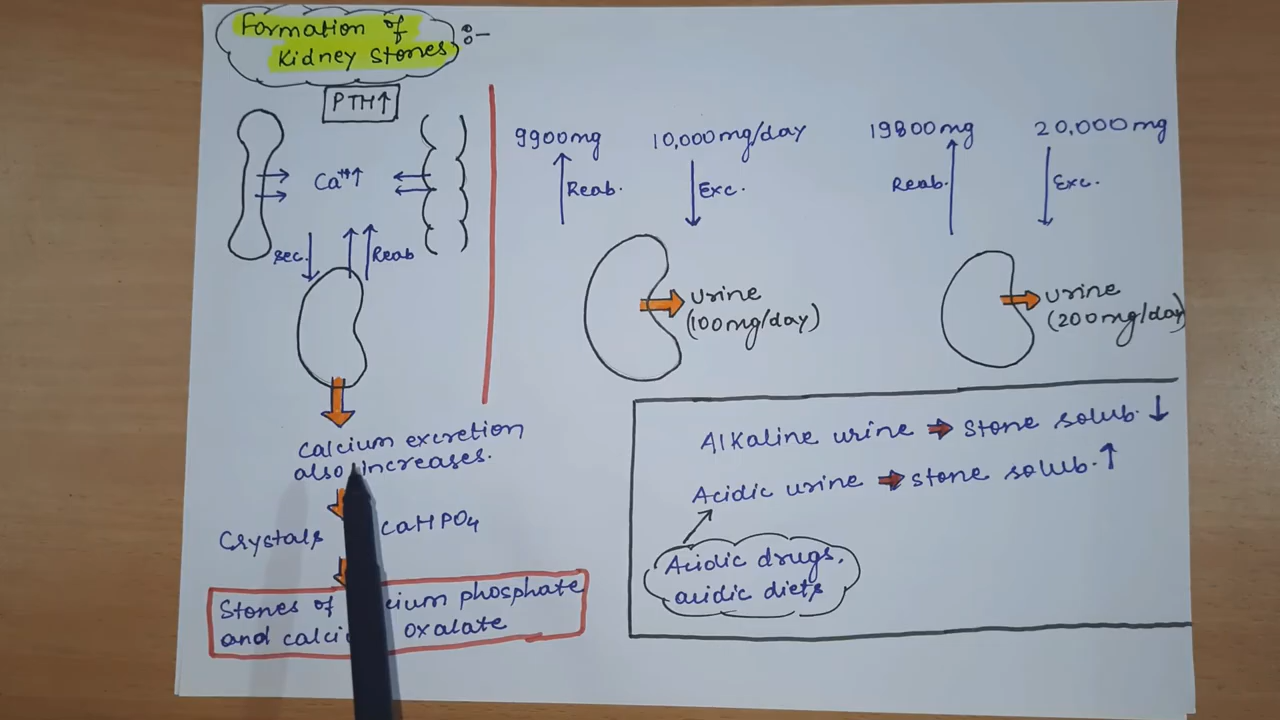 Formation of
Kidney Stones :-
PTH↑
Ca⁺⁺↑
sec.
Reab
Calcium excretion
also increases.
Crystals CaHPO₄
Stones of phosphate
and oxalate
9900mg
10,000mg/day
Reab.
Exc.
Urine
(100mg/day)
19800mg
20,000mg
Reab.
Exc.
Urine
(200mg/day)
Alkaline urine → Stone solub. ↓
Acidic urine → Stone solub. ↑
Acidic drugs,
acidic diets